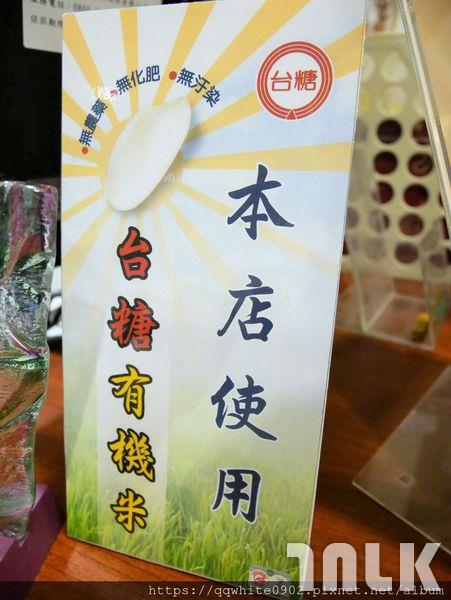 •無農藥 •無化肥 •無汙染
台糖
本店使用
台糖有機米
https://qqwhite0902.pixnet.net/album